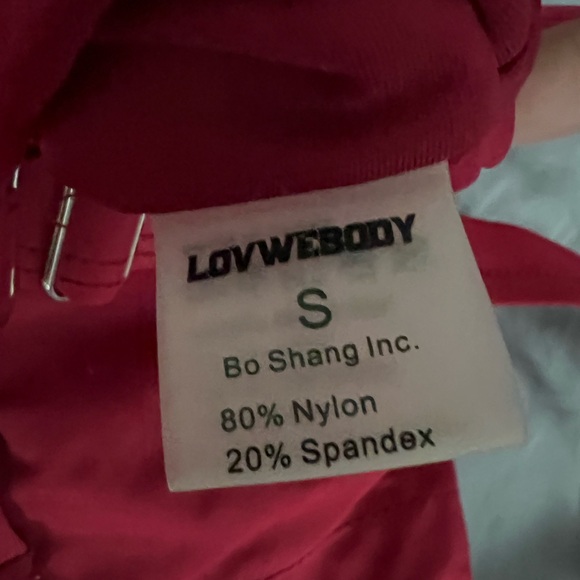 LOVWEBODY
S
Bo Shang Inc.
80% Nylon
20% Spandex